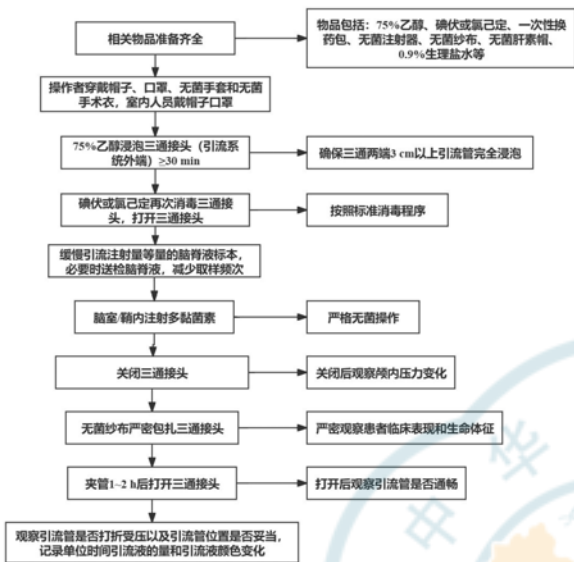 相关物品准备齐全
物品包括：75%乙醇、碘伏或氯己定、一次性换
药包、无菌注射器、无菌纱布、无菌肝素帽、
0.9%生理盐水等
操作者穿戴帽子、口罩、无菌手套和无菌
手术衣，室内人员戴帽子口罩
75%乙醇浸泡三通接头（引流系
统外端）≥30 min
确保三通两端3 cm以上引流管完全浸泡
碘伏或氯己定再次消毒三通接
头，打开三通接头
按照标准消毒程序
缓慢引流注射量等量的脑脊液标本，
必要时送检脑脊液，减少取样频次
脑室/鞘内注射多黏菌素
严格无菌操作
关闭三通接头
关闭后观察颅内压力变化
无菌纱布严密包扎三通接头
严密观察患者临床表现和生命体征
夹管1~2 h后打开三通接头
打开后观察引流管是否通畅
观察引流管是否打折受压以及引流管位置是否妥当，
记录单位时间引流液的量和引流液颜色变化
中华